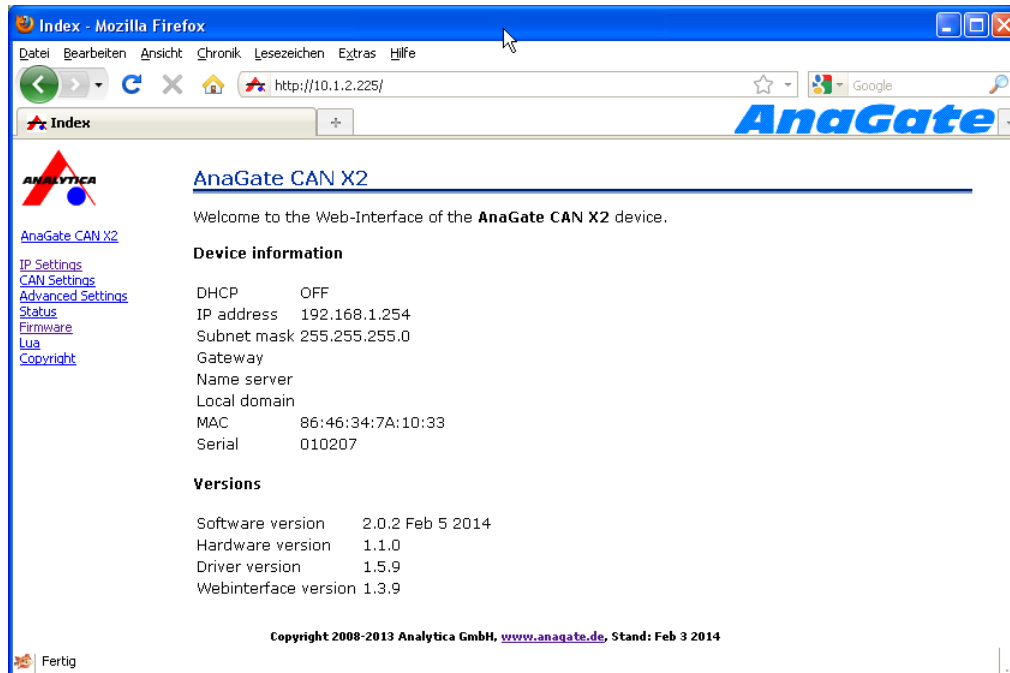 Index - Mozilla Firefox
Datei Bearbeiten Ansicht Chronik Lesezeichen Extras Hilfe
http://10.1.2.225/
Google
Index
AnaGate
ANALYTICA
AnaGate CAN X2
IP Settings
CAN Settings
Advanced Settings
Status
Firmware
Lua
Copyright
AnaGate CAN X2
Welcome to the Web-Interface of the AnaGate CAN X2 device.
Device information
DHCP OFF
IP address 192.168.1.254
Subnet mask 255.255.255.0
Gateway
Name server
Local domain
MAC 86:46:34:7A:10:33
Serial 010207
Versions
Software version 2.0.2 Feb 5 2014
Hardware version 1.1.0
Driver version 1.5.9
Webinterface version 1.3.9
Copyright 2008-2013 Analytica GmbH, www.anagate.de, Stand: Feb 3 2014
Fertig